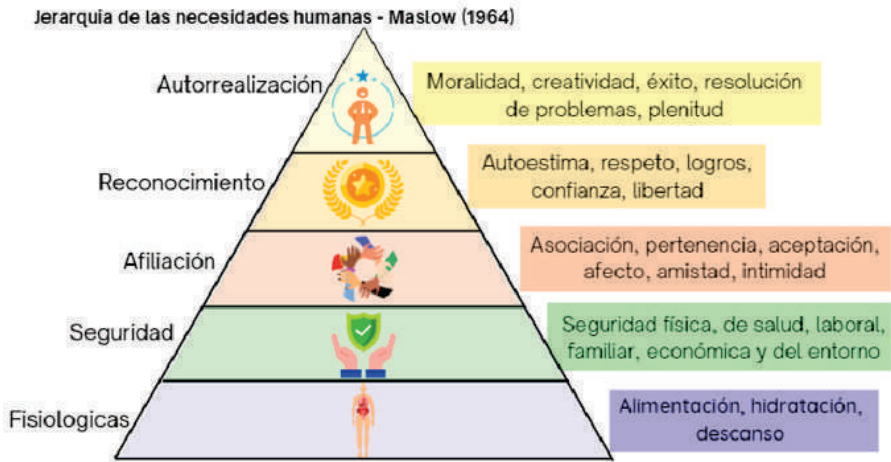 Jerarquía de las necesidades humanas - Maslow (1964)
Autorrealización
Moralidad, creatividad, éxito, resolución
de problemas, plenitud
Reconocimiento
Autoestima, respeto, logros,
confianza, libertad
Afiliación
Asociación, pertenencia, aceptación,
afecto, amistad, intimidad
Seguridad
Seguridad física, de salud, laboral,
familiar, económica y del entorno
Fisiologicas
Alimentación, hidratación,
descanso